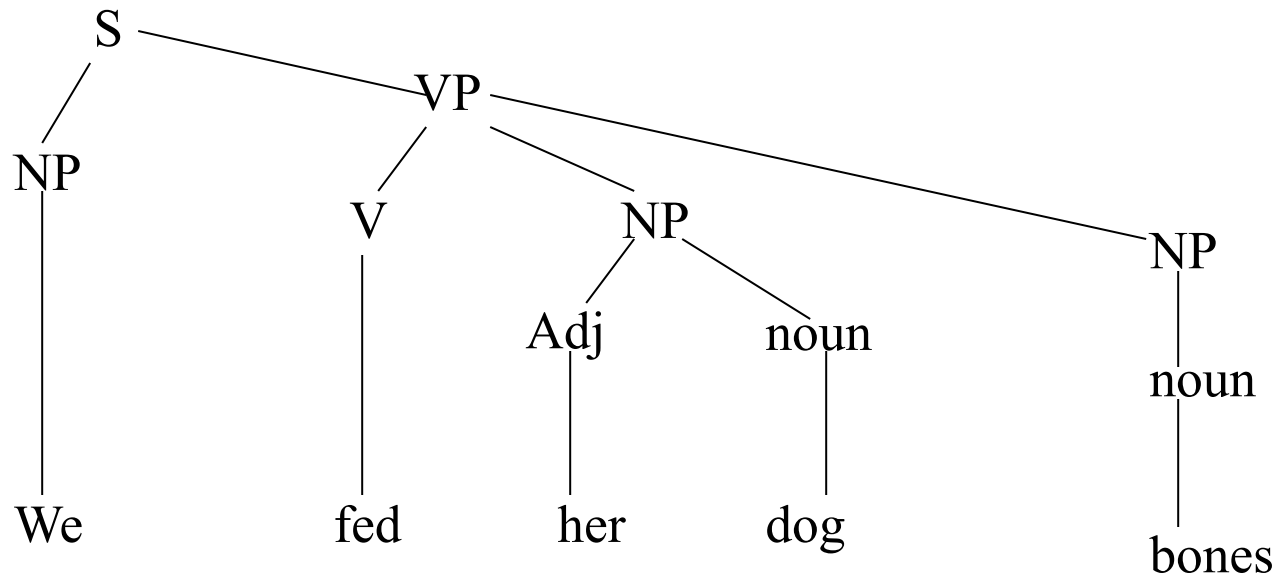 S
VP
NP
V NP
NP
Adj noun
noun
We fed her dog
bones